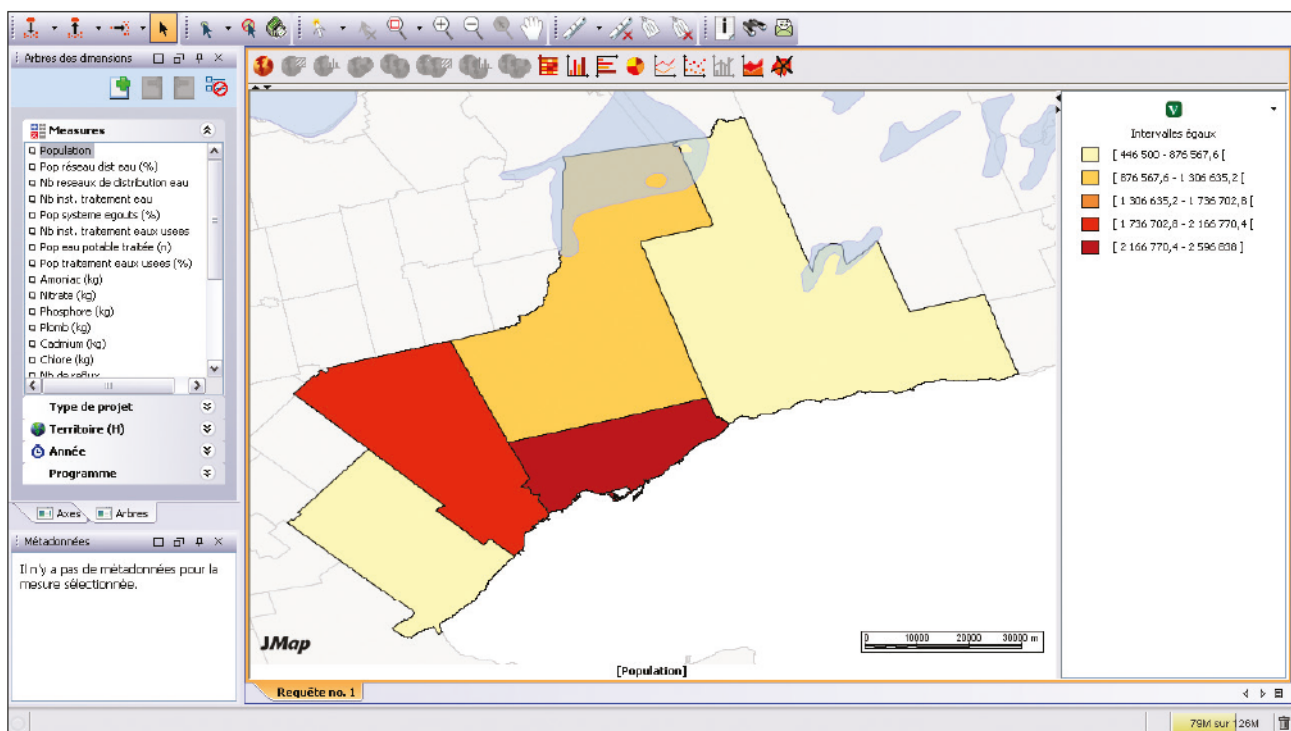 Arbres des dimensions
Measures
Population
Pop réseau dist eau (%)
Nb reseaux de distribution eau
Nb inst. traitement eau
Pop systeme egouts (%)
Nb inst. traitement eaux usees
Pop eau potable traitée (n)
Pop traitement eaux usees (%)
Amoniac (kg)
Nitrate (kg)
Phosphore (kg)
Plomb (kg)
Cadmium (kg)
Chlore (kg)
Nb de reflux
Type de projet
Territoire (H)
Année
Programme
Axes
Arbres
Métadonnées
Il n'y a pas de métadonnées pour la
mesure sélectionnée.
JMap
0 10000 20000 30000 m
[Population]
Requête no. 1
V
Intervalles égaux
[ 446 500 - 876 567,6 [
[ 876 567,6 - 1 306 635,2 [
[ 1 306 635,2 - 1 736 702,8 [
[ 1 736 702,8 - 2 166 770,4 [
[ 2 166 770,4 - 2 596 838 ]
79M sur 126M